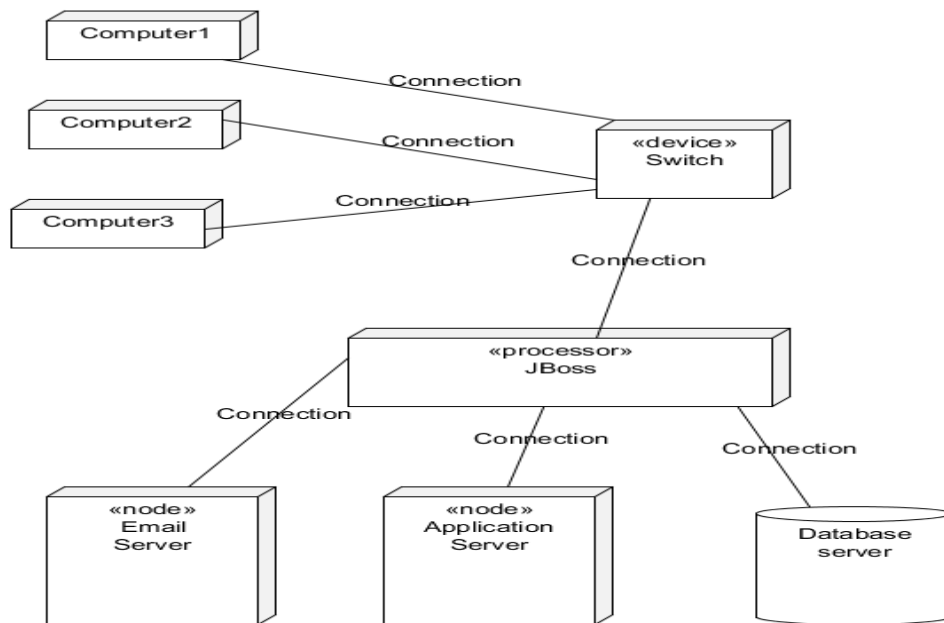 Computer1
Connection
Computer2
Connection
«device»
Switch
Connection
Computer3
Connection
«processor»
JBoss
Connection
Connection
Connection
«node»
Email
Server
«node»
Application
Server
Database
server